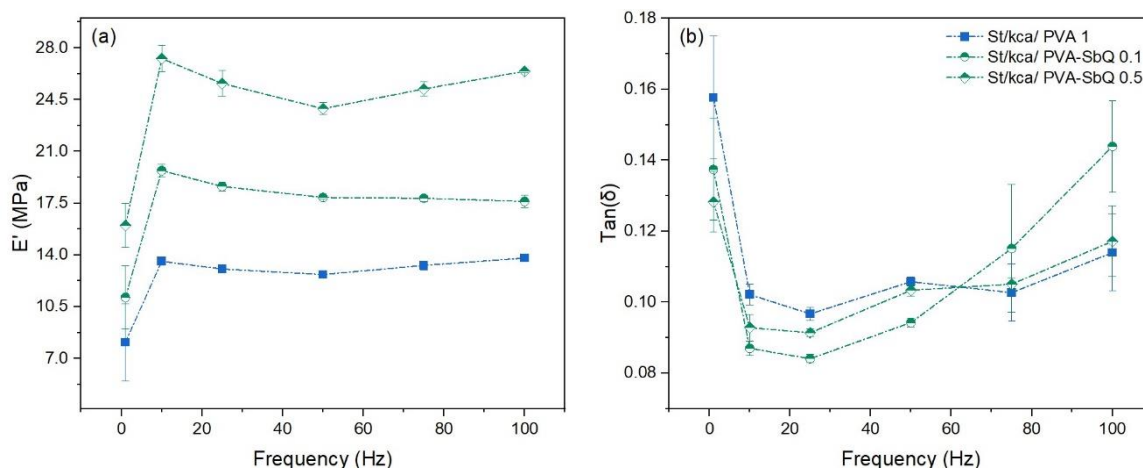 (a)
28.0
24.5
21.0
17.5
14.0
10.5
7.0
E' (MPa)
0 20 40 60 80 100
Frequency (Hz)
(b)
St/kca/ PVA 1
St/kca/ PVA-SbQ 0.1
St/kca/ PVA-SbQ 0.5
0.18
0.16
0.14
0.12
0.10
0.08
Tan(δ)
0 20 40 60 80 100
Frequency (Hz)